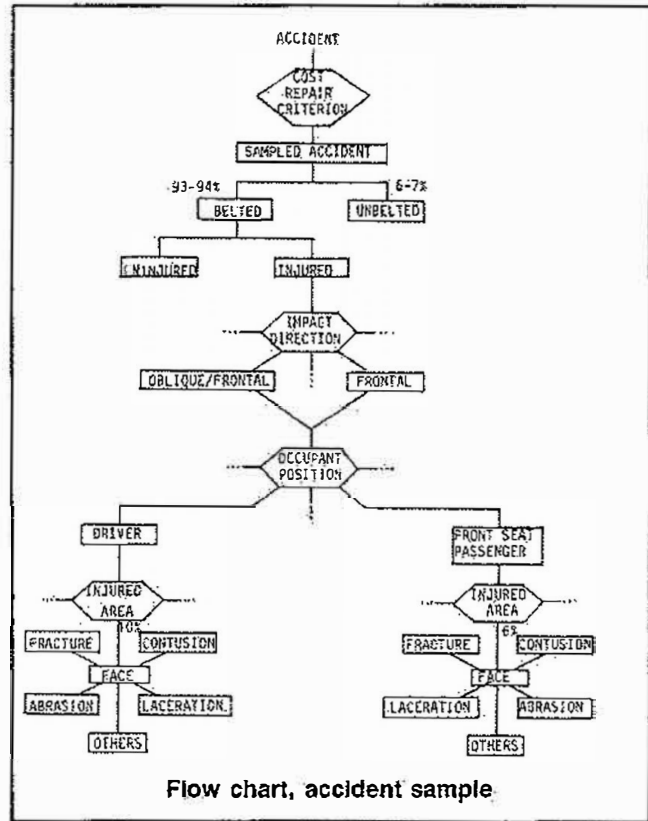 ACCIDENT
COST
REPAIR
CRITERION
SAMPLED ACCIDENT
93-94%
6-7%
BELTED
UNBELTED
UNINJURED
INJURED
IMPACT
DIRECTION
OBLIQUE/FRONTAL
FRONTAL
OCCUPANT
POSITION
DRIVER
FRONT SEAT
PASSENGER
INJURED
AREA
10%
INJURED
AREA
6%
FRACTURE
CONTUSION
FRACTURE
CONTUSION
FACE
FACE
ABRASION
LACERATION
LACERATION
ABRASION
OTHERS
OTHERS
Flow chart, accident sample